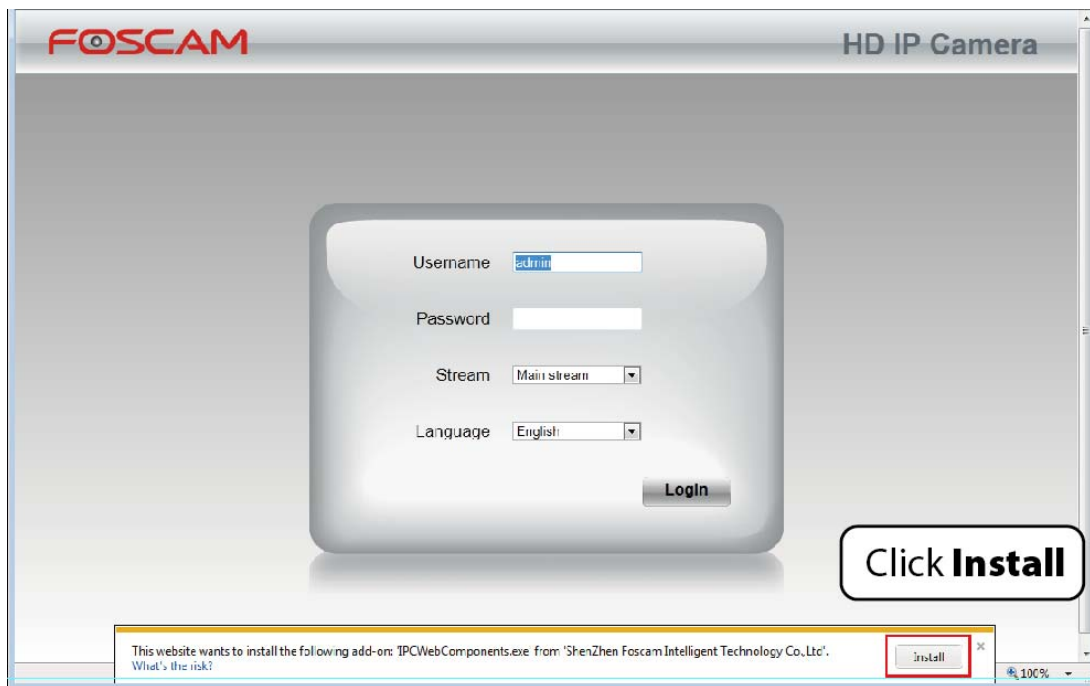 FOSCAM
HD IP Camera
Username
admin
Password
Stream
Main stream
Language
English
Login
Click Install
This website wants to install the following add-on: 'IPCWebComponents.exe' from 'ShenZhen Foscam Intelligent Technology Co.,Ltd'.
What's the risk?
Install
100%